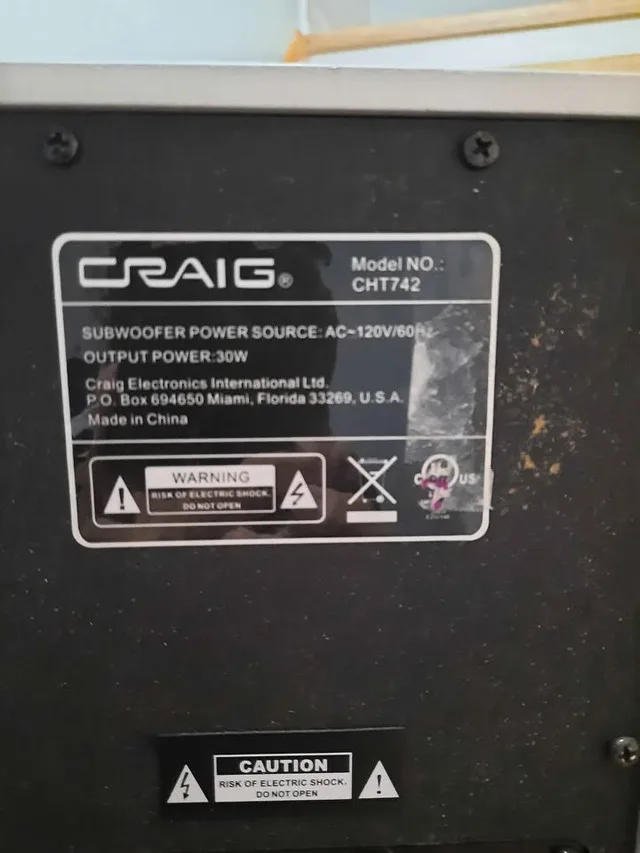 CRAIG®
Model NO.:
CHT742
SUBWOOFER POWER SOURCE: AC~120V/60Hz
OUTPUT POWER:30W
Craig Electronics International Ltd.
P.O. Box 694650 Miami, Florida 33269, U.S.A.
Made in China
WARNING
RISK OF ELECTRIC SHOCK.
DO NOT OPEN
US
CAUTION
RISK OF ELECTRIC SHOCK.
DO NOT OPEN